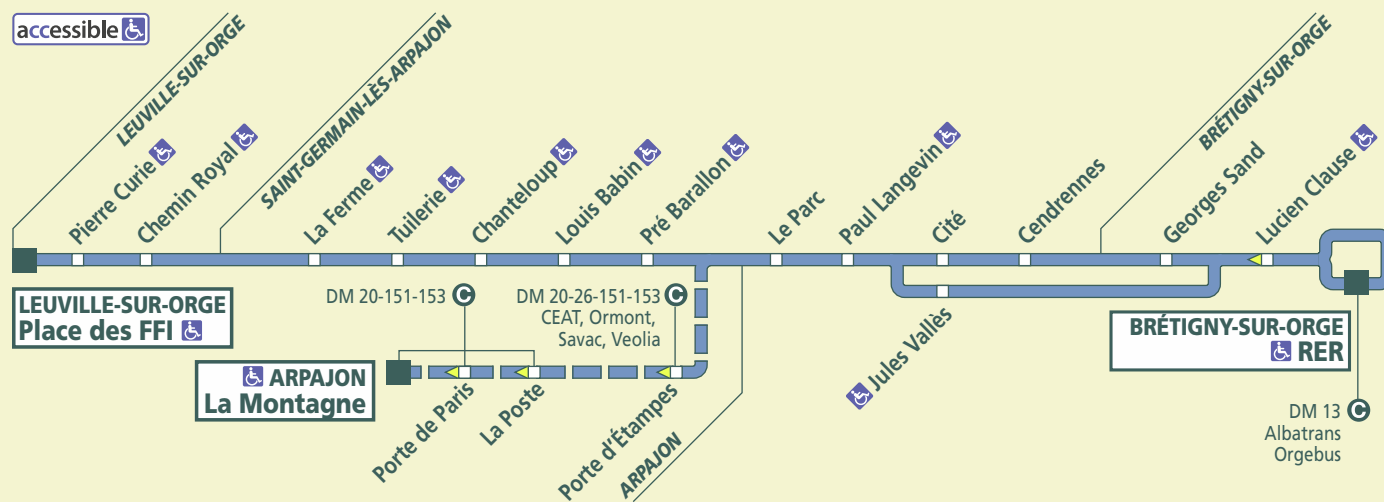 accessible
LEUVILLE-SUR-ORGE
Pierre Curie
Chemin Royal
SAINT-GERMAIN-LÈS-ARPAJON
La Ferme
Tuilerie
Chanteloup
Louis Babin
Pré Barallon
Le Parc
Paul Langevin
Cité
Cendrennes
BRÉTIGNY-SUR-ORGE
Georges Sand
Lucien Clause
LEUVILLE-SUR-ORGE
Place des FFI
DM 20-151-153 C
DM 20-26-151-153 C
CEAT, Ormont,
Savac, Veolia
ARPAJON
La Montagne
Porte de Paris
La Poste
Porte d'Étampes
ARPAJON
Jules Vallès
BRÉTIGNY-SUR-ORGE
RER
DM 13 C
Albatrans
Orgebus